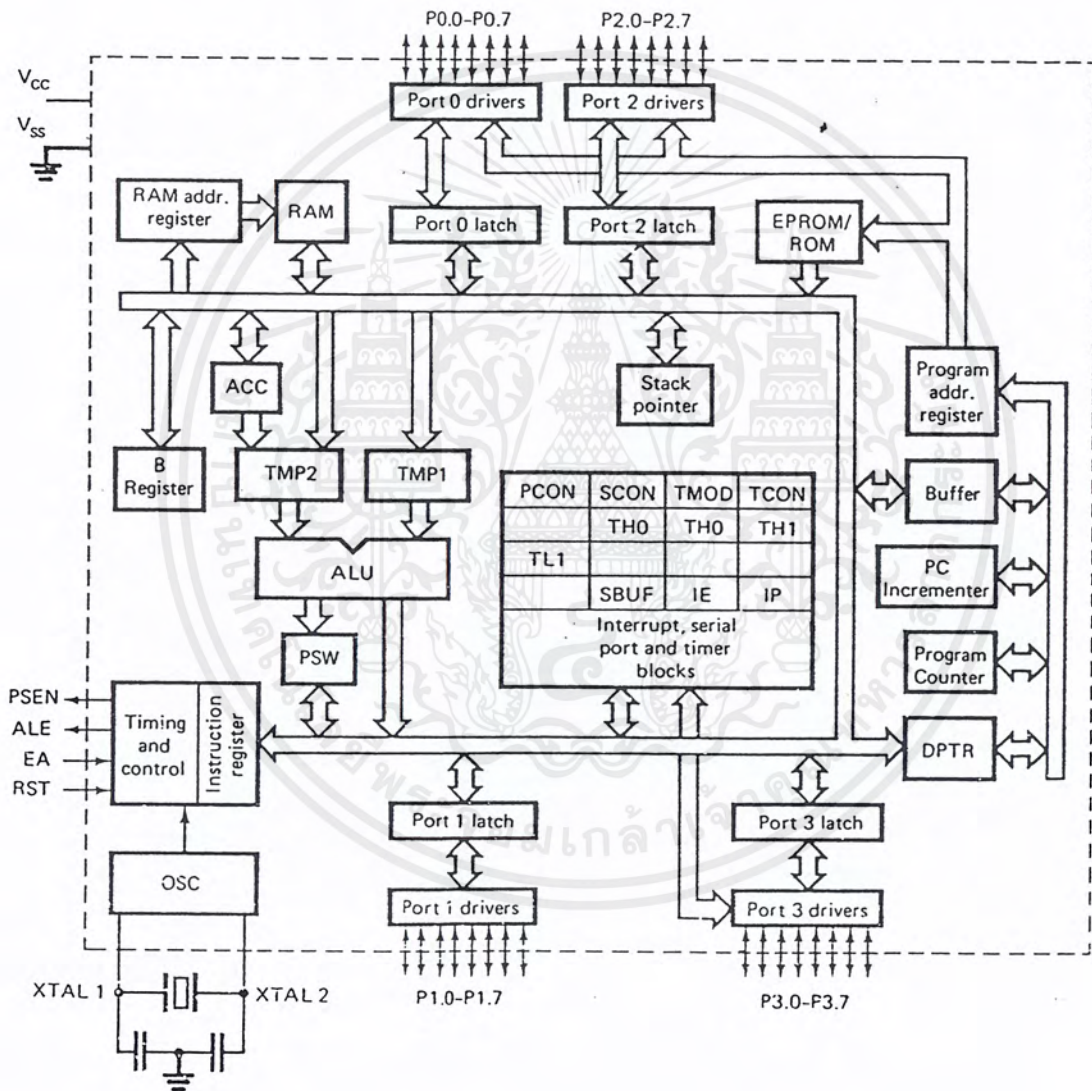 P0.0-P0.7
P2.0-P2.7
VCC
VSS
Port 0 drivers
Port 2 drivers
RAM addr.
register
RAM
Port 0 latch
Port 2 latch
EPROM/
ROM
ACC
Stack
pointer
Program
addr.
register
B
Register
TMP2
TMP1
PCON SCON TMOD TCON
TH0 TH0 TH1
TL1
SBUF IE IP
Interrupt, serial
port and timer
blocks
Buffer
ALU
PC
Incrementer
PSW
Program
Counter
PSEN
ALE
EA
RST
Timing
and
control
Instruction
register
DPTR
Port 1 latch
Port 3 latch
OSC
Port 1 drivers
Port 3 drivers
XTAL 1
XTAL 2
P1.0-P1.7
P3.0-P3.7